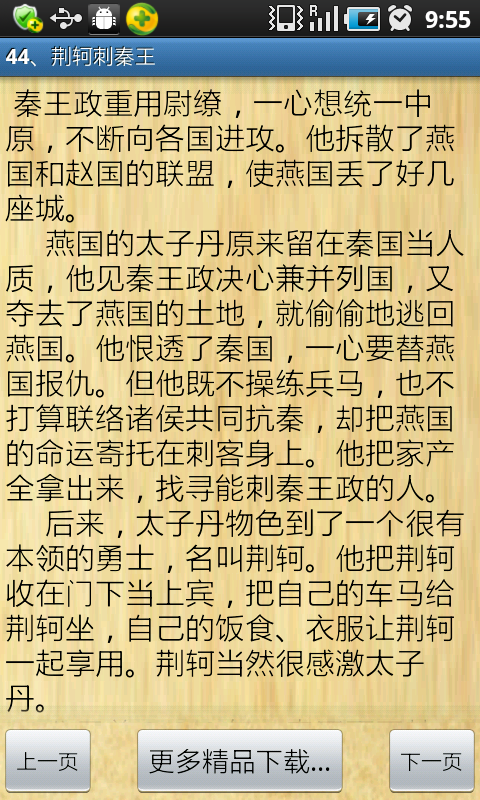 R
9:55
44、荆轲刺秦王
秦王政重用尉缭，一心想统一中
原，不断向各国进攻。他拆散了燕
国和赵国的联盟，使燕国丢了好几
座城。
燕国的太子丹原来留在秦国当人
质，他见秦王政决心兼并列国，又
夺去了燕国的土地，就偷偷地逃回
燕国。他恨透了秦国，一心要替燕
国报仇。但他既不操练兵马，也不
打算联络诸侯共同抗秦，却把燕国
的命运寄托在刺客身上。他把家产
全拿出来，找寻能刺秦王政的人。
后来，太子丹物色到了一个很有
本领的勇士，名叫荆轲。他把荆轲
收在门下当上宾，把自己的车马给
荆轲坐，自己的饭食、衣服让荆轲
一起享用。荆轲当然很感激太子
丹。
上一页
更多精品下载...
下一页